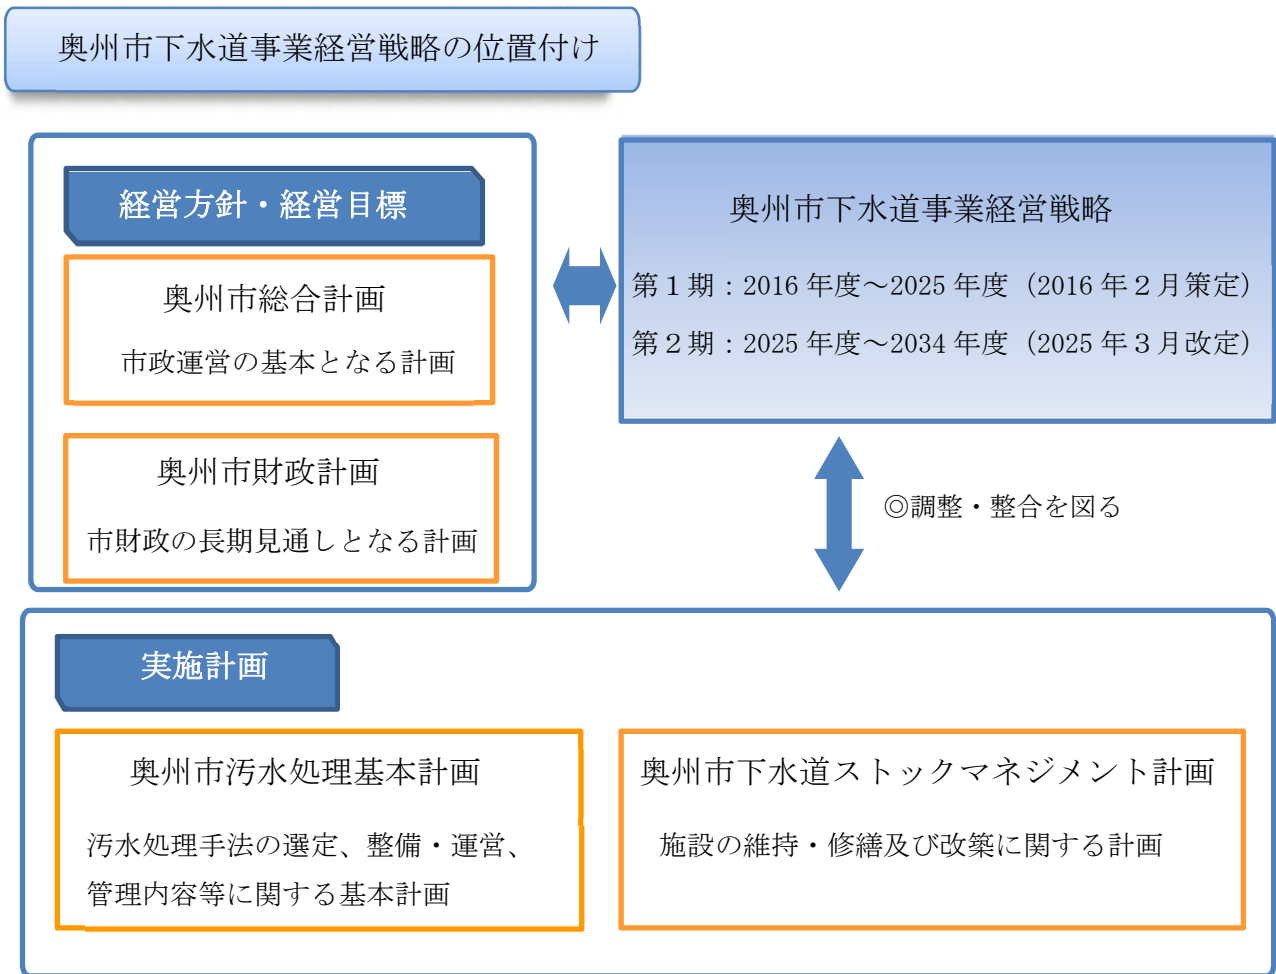 奥州市下水道事業経営戦略の位置付け
経営方針・経営目標
奥州市総合計画
市政運営の基本となる計画
奥州市財政計画
市財政の長期見通しとなる計画
奥州市下水道事業経営戦略
第１期：2016 年度～2025 年度（2016 年２月策定）
第２期：2025 年度～2034 年度（2025 年３月改定）
◎調整・整合を図る
実施計画
奥州市汚水処理基本計画
汚水処理手法の選定、整備・運営、
管理内容等に関する基本計画
奥州市下水道ストックマネジメント計画
施設の維持・修繕及び改築に関する計画